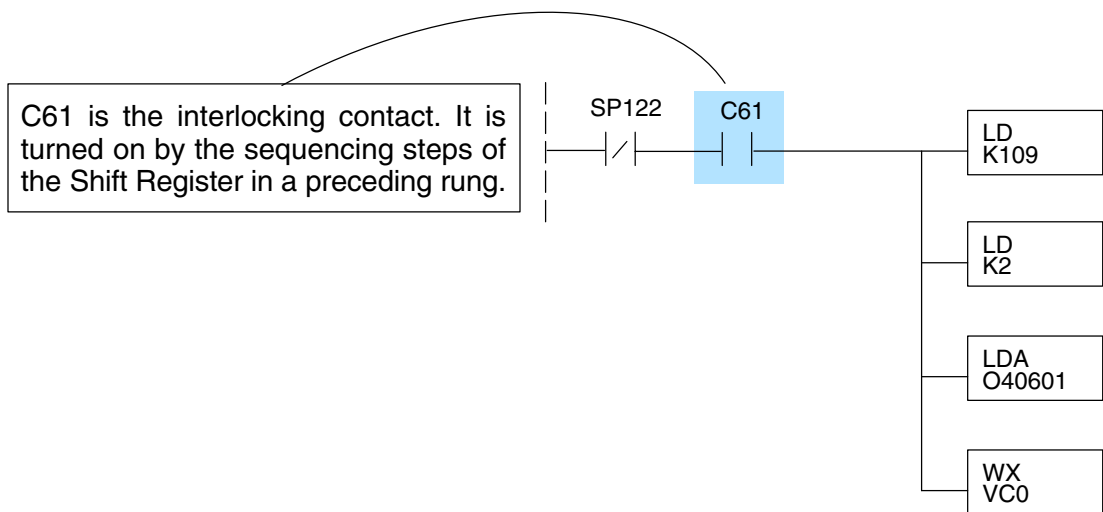 C61 is the interlocking contact. It is
turned on by the sequencing steps of
the Shift Register in a preceding rung.
SP122
C61
LD
K109
LD
K2
LDA
O40601
WX
VC0